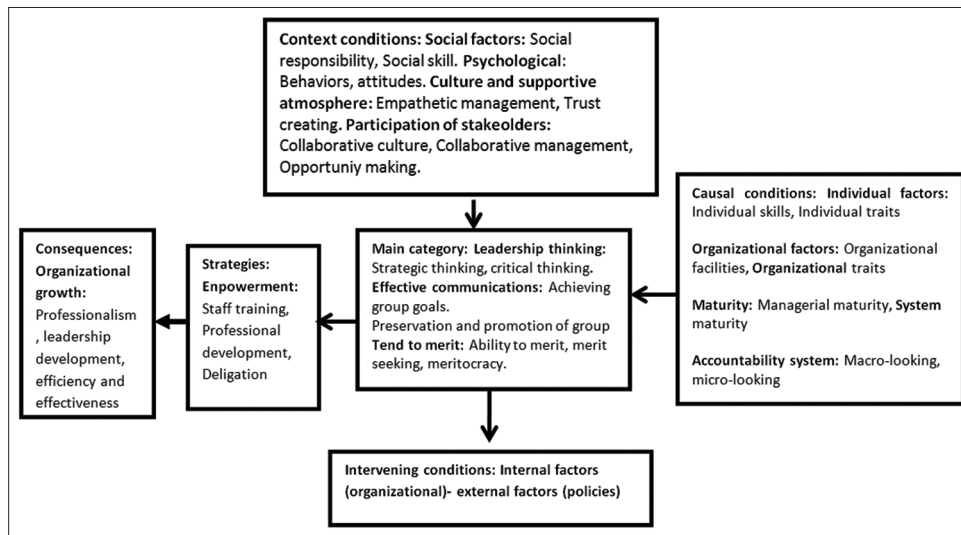 Context conditions: Social factors: Social
responsibility, Social skill. Psychological:
Behaviors, attitudes. Culture and supportive
atmosphere: Empathetic management, Trust
creating. Participation of stakeolders:
Collaborative culture, Collaborative management,
Opportuniy making.
Causal conditions: Individual factors:
Individual skills, Individual traits
Organizational factors: Organizational
facilities, Organizational traits
Maturity: Managerial maturity, System
maturity
Accountability system: Macro-looking,
micro-looking
Main category: Leadership thinking:
Strategic thinking, critical thinking.
Effective communications: Achieving
group goals.
Preservation and promotion of group
Tend to merit: Ability to merit, merit
seeking, meritocracy.
Strategies:
Empowerment:
Staff training,
Professional
development,
Deligation
Consequences:
Organizational
growth:
Professionalism
, leadership
development,
efficiency and
effectiveness
Intervening conditions: Internal factors
(organizational)- external factors (policies)